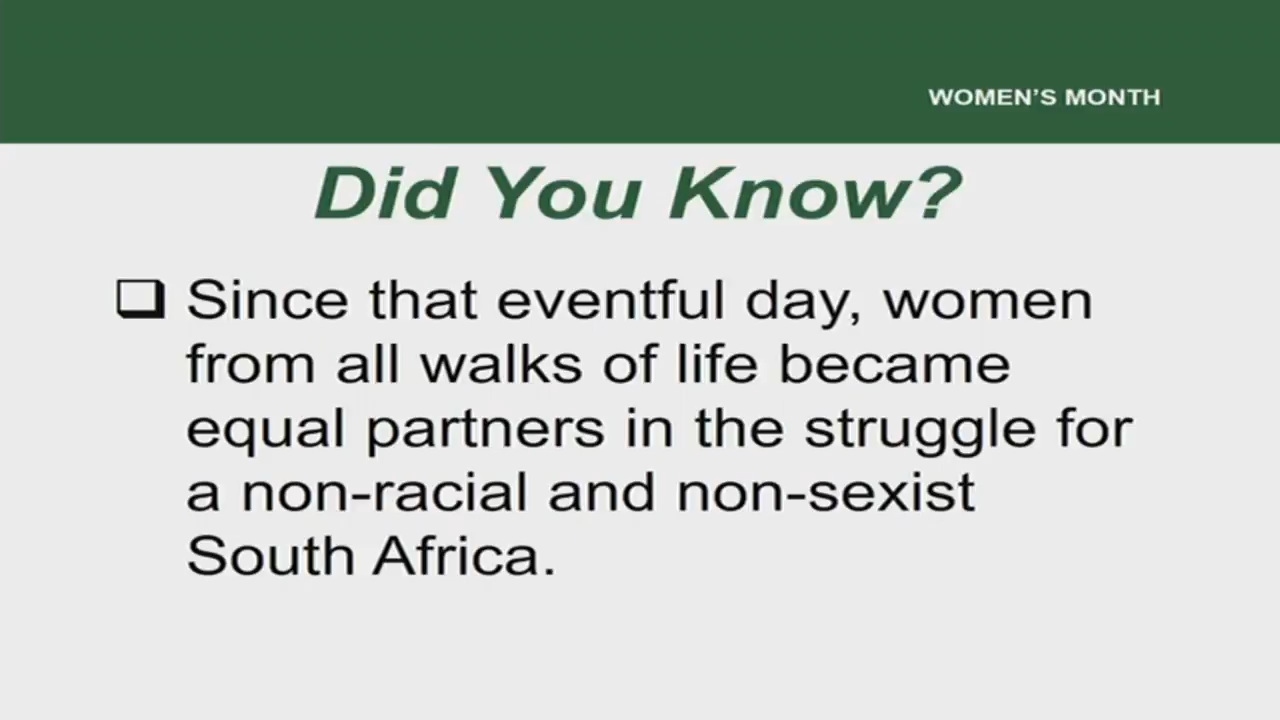 WOMEN'S MONTH
Did You Know?
Since that eventful day, women
from all walks of life became
equal partners in the struggle for
a non-racial and non-sexist
South Africa.